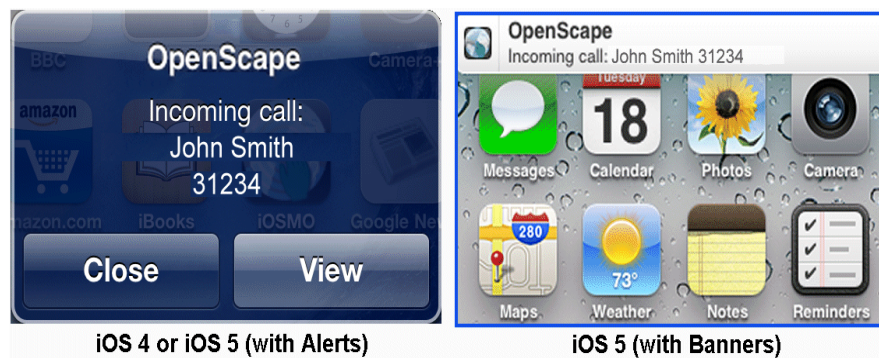 OpenScape
Incoming call:
John Smith
31234
BBC
Camera
amazon
amazon.com
iBooks
iOSMO
Google New
Close
View
iOS 4 or iOS 5 (with Alerts)
OpenScape
Incoming call: John Smith 31234
Tuesday
18
Messages
Calendar
Photos
Camera
280
73°
Maps
Weather
Notes
Reminders
iOS 5 (with Banners)